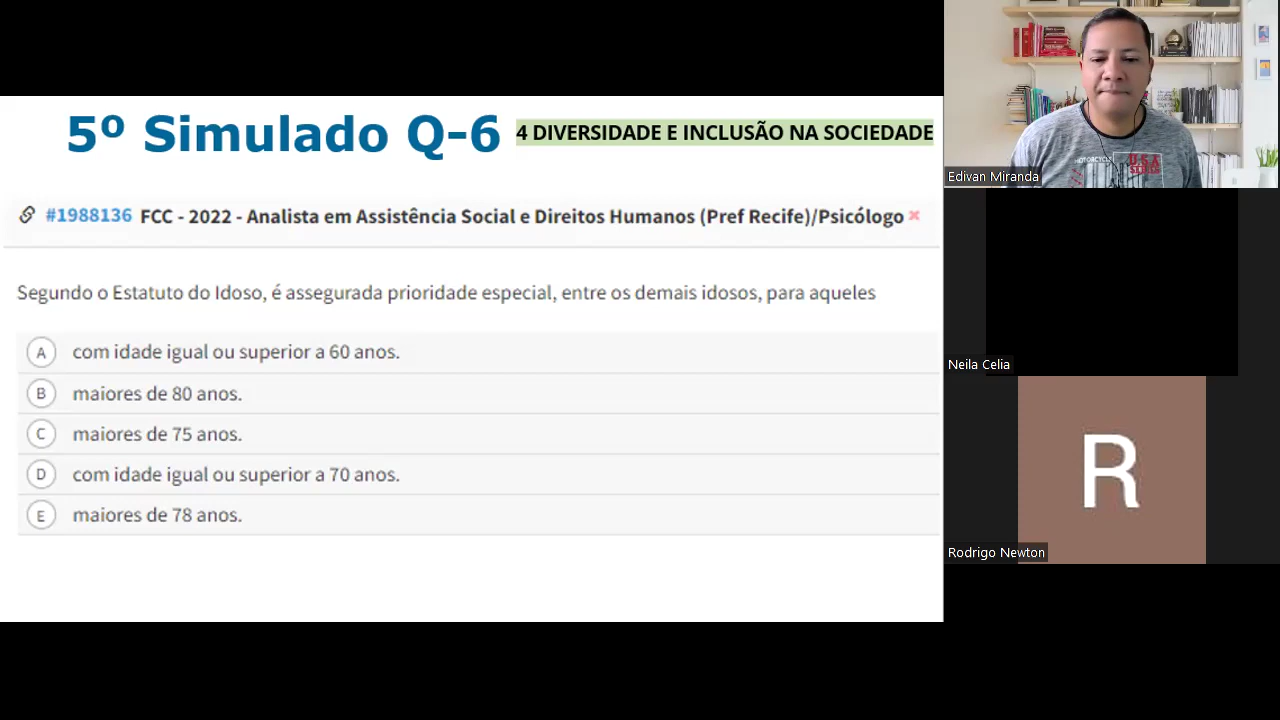 5º Simulado Q-6
4 DIVERSIDADE E INCLUSÃO NA SOCIEDADE
#1988136 FCC - 2022 - Analista em Assistência Social e Direitos Humanos (Pref Recife)/Psicólogo
Segundo o Estatuto do Idoso, é assegurada prioridade especial, entre os demais idosos, para aqueles
A com idade igual ou superior a 60 anos.
B maiores de 80 anos.
C maiores de 75 anos.
D com idade igual ou superior a 70 anos.
E maiores de 78 anos.
MOTORCYCLE
USA
Edivan Miranda
Neila Celia
R
Rodrigo Newton